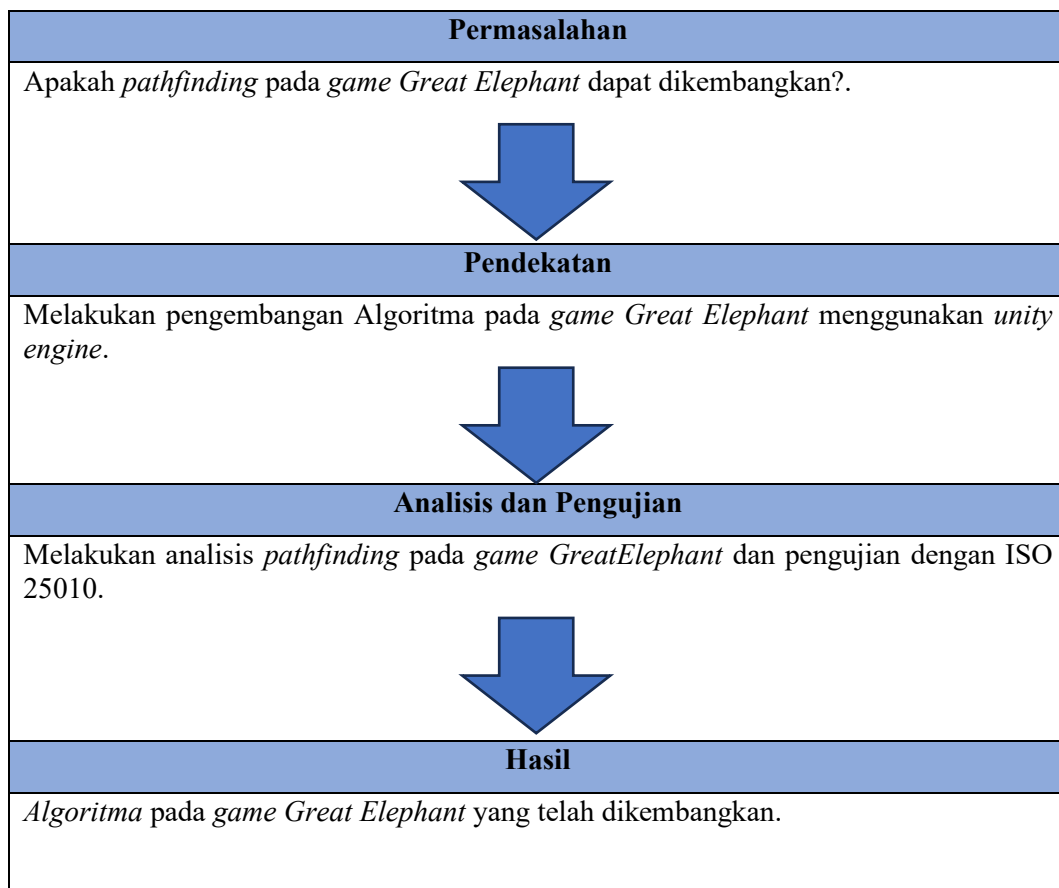 Permasalahan
Apakah pathfinding pada game Great Elephant dapat dikembangkan?.
Pendekatan
Melakukan pengembangan Algoritma pada game Great Elephant menggunakan unity
engine.
Analisis dan Pengujian
Melakukan analisis pathfinding pada game GreatElephant dan pengujian dengan ISO
25010.
Hasil
Algoritma pada game Great Elephant yang telah dikembangkan.